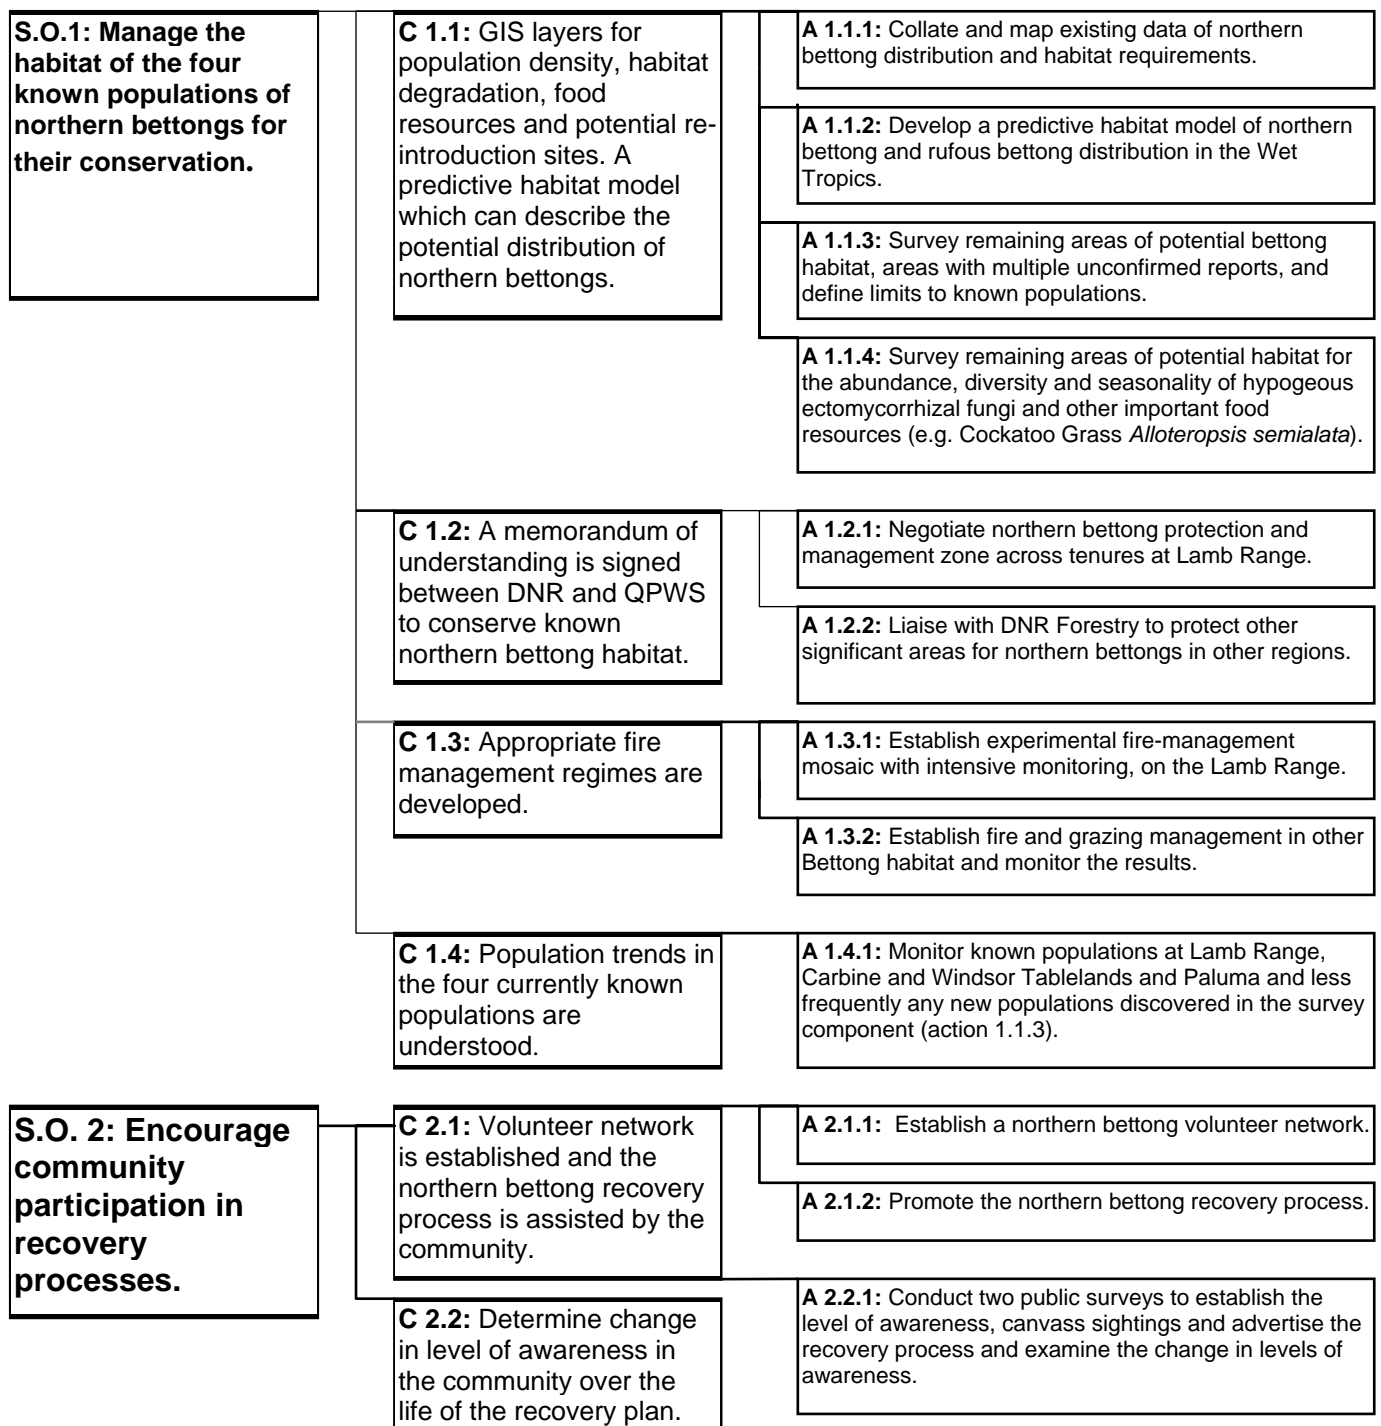 S.O.1: Manage the
habitat of the four
known populations of
northern bettongs for
their conservation.
C 1.1: GIS layers for
population density, habitat
degradation, food
resources and potential re-
introduction sites. A
predictive habitat model
which can describe the
potential distribution of
northern bettongs.
A 1.1.1: Collate and map existing data of northern
bettong distribution and habitat requirements.
A 1.1.2: Develop a predictive habitat model of northern
bettong and rufous bettong distribution in the Wet
Tropics.
A 1.1.3: Survey remaining areas of potential bettong
habitat, areas with multiple unconfirmed reports, and
define limits to known populations.
A 1.1.4: Survey remaining areas of potential habitat for
the abundance, diversity and seasonality of hypogeous
ectomycorrhizal fungi and other important food
resources (e.g. Cockatoo Grass Alloteropsis semialata).
C 1.2: A memorandum of
understanding is signed
between DNR and QPWS
to conserve known
northern bettong habitat.
A 1.2.1: Negotiate northern bettong protection and
management zone across tenures at Lamb Range.
A 1.2.2: Liaise with DNR Forestry to protect other
significant areas for northern bettongs in other regions.
C 1.3: Appropriate fire
management regimes are
developed.
A 1.3.1: Establish experimental fire-management
mosaic with intensive monitoring, on the Lamb Range.
A 1.3.2: Establish fire and grazing management in other
Bettong habitat and monitor the results.
C 1.4: Population trends in
the four currently known
populations are
understood.
A 1.4.1: Monitor known populations at Lamb Range,
Carbine and Windsor Tablelands and Paluma and less
frequently any new populations discovered in the survey
component (action 1.1.3).
S.O. 2: Encourage
community
participation in
recovery
processes.
C 2.1: Volunteer network
is established and the
northern bettong recovery
process is assisted by the
community.
A 2.1.1: Establish a northern bettong volunteer network.
A 2.1.2: Promote the northern bettong recovery process.
C 2.2: Determine change
in level of awareness in
the community over the
life of the recovery plan.
A 2.2.1: Conduct two public surveys to establish the
level of awareness, canvass sightings and advertise the
recovery process and examine the change in levels of
awareness.